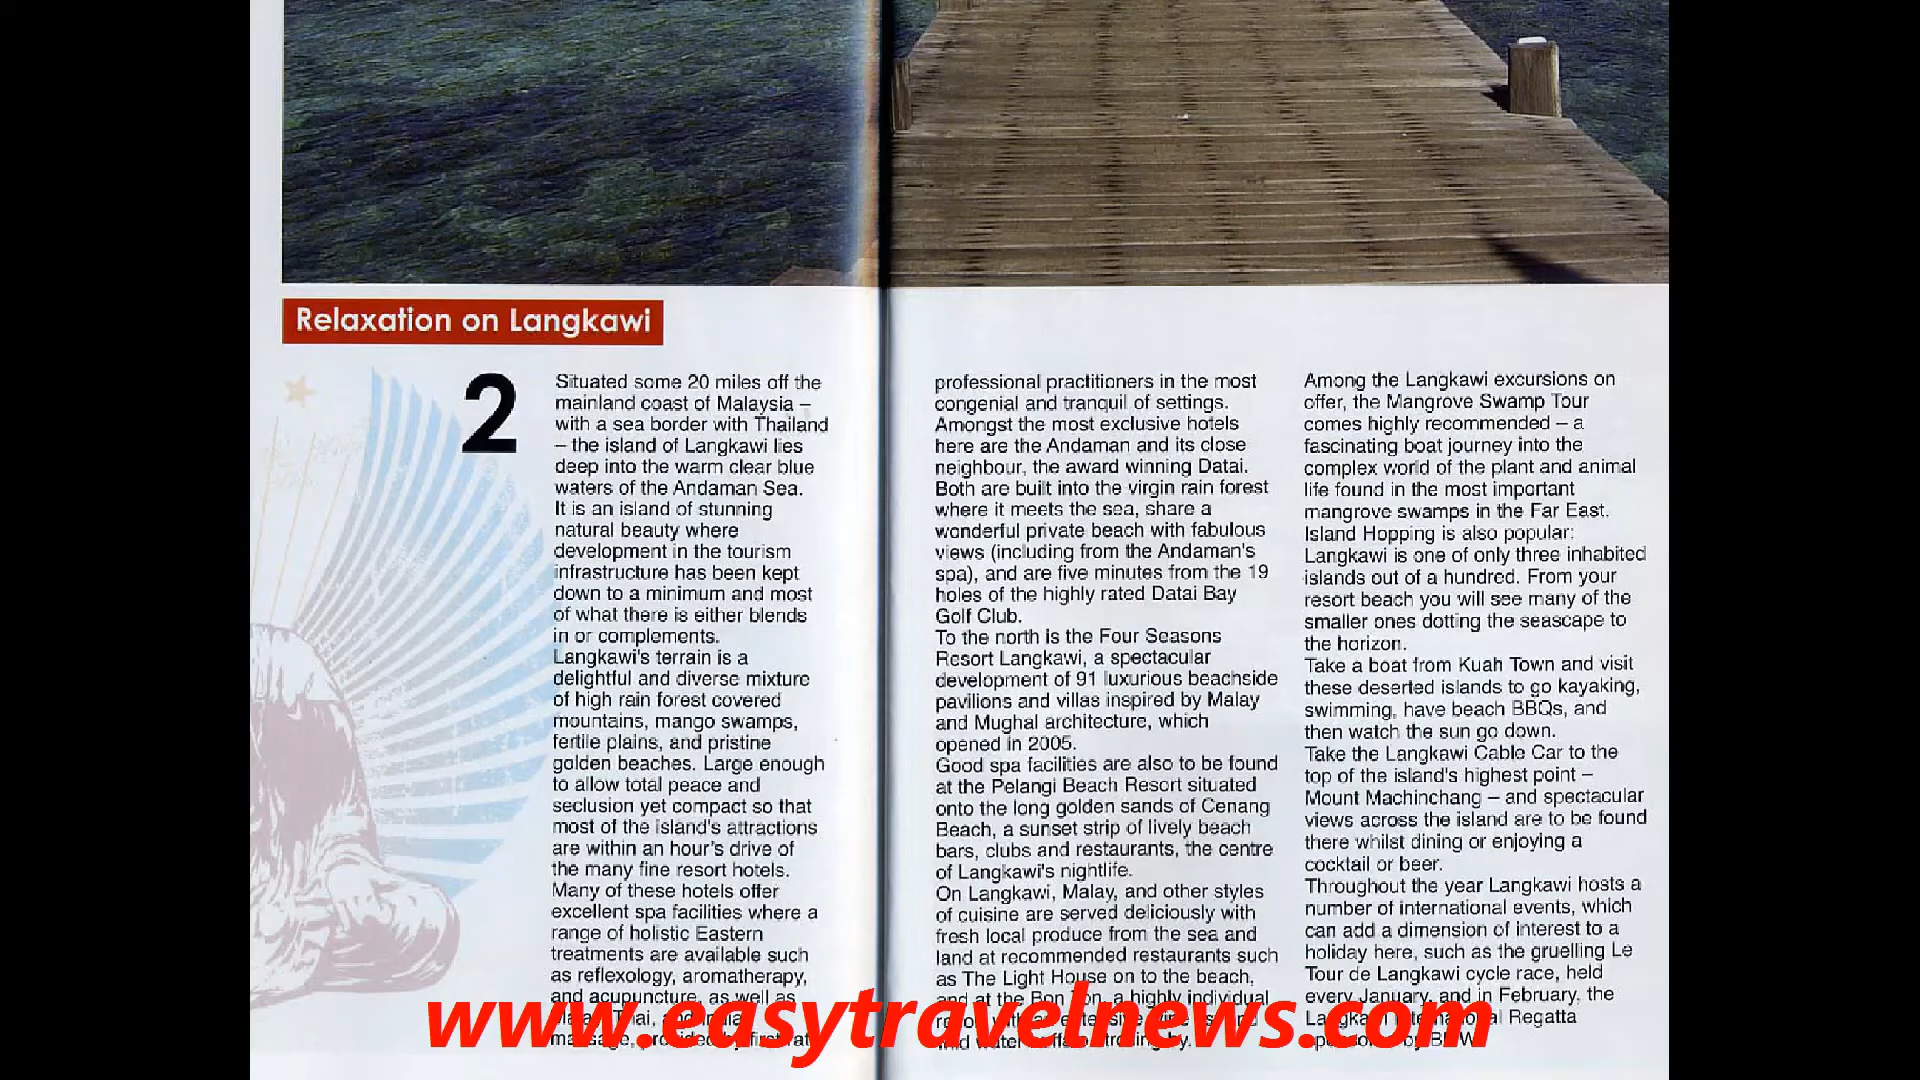 Relaxation on Langkawi
2
Situated some 20 miles off the
mainland coast of Malaysia –
with a sea border with Thailand
– the island of Langkawi lies
deep into the warm clear blue
waters of the Andaman Sea.
It is an island of stunning
natural beauty where
development in the tourism
infrastructure has been kept
down to a minimum and most
of what there is either blends
in or complements.
Langkawi's terrain is a
delightful and diverse mixture
of high rain forest covered
mountains, mango swamps,
fertile plains, and pristine
golden beaches. Large enough
to allow total peace and
seclusion yet compact so that
most of the island's attractions
are within an hour's drive of
the many fine resort hotels.
Many of these hotels offer
excellent spa facilities where a
range of holistic Eastern
treatments are available such
as reflexology, aromatherapy,
and acupuncture, as well as
Thai, and
massage,
professional practitioners in the most
congenial and tranquil of settings.
Amongst the most exclusive hotels
here are the Andaman and its close
neighbour, the award winning Datai.
Both are built into the virgin rain forest
where it meets the sea, share a
wonderful private beach with fabulous
views (including from the Andaman's
spa), and are five minutes from the 19
holes of the highly rated Datai Bay
Golf Club.
To the north is the Four Seasons
Resort Langkawi, a spectacular
development of 91 luxurious beachside
pavilions and villas inspired by Malay
and Mughal architecture, which
opened in 2005.
Good spa facilities are also to be found
at the Pelangi Beach Resort situated
onto the long golden sands of Cenang
Beach, a sunset strip of lively beach
bars, clubs and restaurants, the centre
of Langkawi's nightlife.
On Langkawi, Malay, and other styles
of cuisine are served deliciously with
fresh local produce from the sea and
land at recommended restaurants such
as The Light House on to the beach,
and at the Bon Ton, a highly individual
Among the Langkawi excursions on
offer, the Mangrove Swamp Tour
comes highly recommended – a
fascinating boat journey into the
complex world of the plant and animal
life found in the most important
mangrove swamps in the Far East.
Island Hopping is also popular:
Langkawi is one of only three inhabited
islands out of a hundred. From your
resort beach you will see many of the
smaller ones dotting the seascape to
the horizon.
Take a boat from Kuah Town and visit
these deserted islands to go kayaking,
swimming, have beach BBQs, and
then watch the sun go down.
Take the Langkawi Cable Car to the
top of the island's highest point –
Mount Machinchang – and spectacular
views across the island are to be found
there whilst dining or enjoying a
cocktail or beer.
Throughout the year Langkawi hosts a
number of international events, which
can add a dimension of interest to a
holiday here, such as the gruelling Le
Tour de Langkawi cycle race, held
every January, and in February, the
Langkawi International Regatta
www.easytravelnews.com